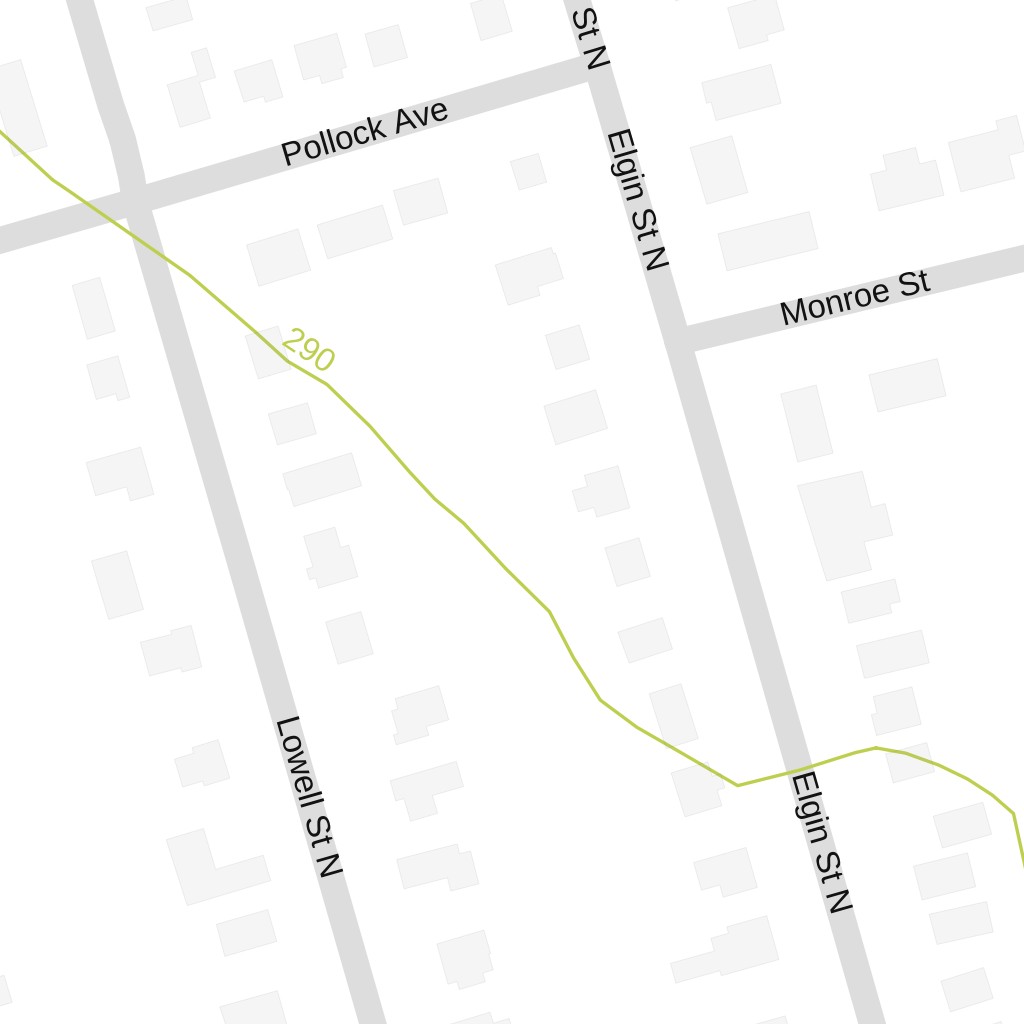 St N
Pollock Ave
Elgin St N
Monroe St
290
Lowell St N
Elgin St N